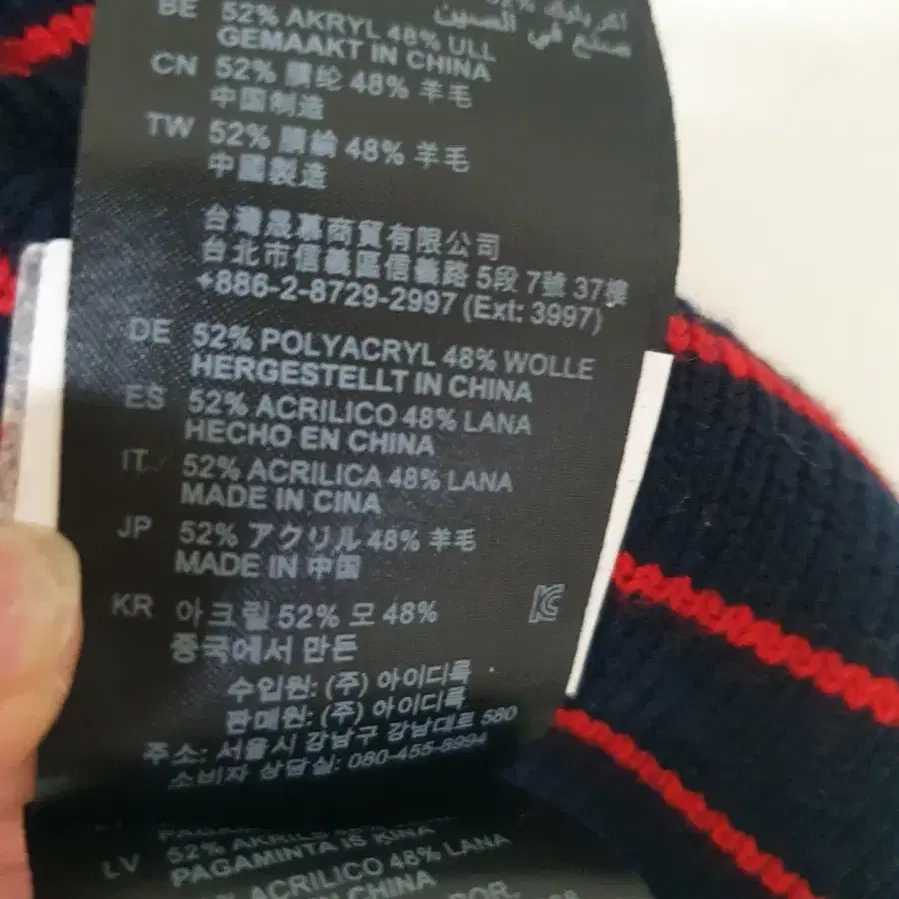 صنع في الصين
BE 52% AKRYL 48% ULL
GEMAAKT IN CHINA
CN 52% 腈纶 48% 羊毛
中国制造
TW 52% 腈綸 48% 羊毛
中國製造
台灣晟慕商貿有限公司
台北市信義區信義路 5段 7號 37樓
+886-2-8729-2997 (Ext: 3997)
DE 52% POLYACRYL 48% WOLLE
HERGESTELLT IN CHINA
ES 52% ACRILICO 48% LANA
HECHO EN CHINA
IT 52% ACRILICA 48% LANA
MADE IN CINA
JP 52% アクリル 48% 羊毛
MADE IN 中国
KR 아크릴 52% 모 48%
중국에서 만든
수입원: (주) 아이디룩
판매원: (주) 아이디룩
주소: 서울시 강남구 강남대로 580
소비자 상담실: 080-455-8994
LV 52% AKRILS
PAGAMINTA IS KINA
ACRILICO 48% LANA
CHINA